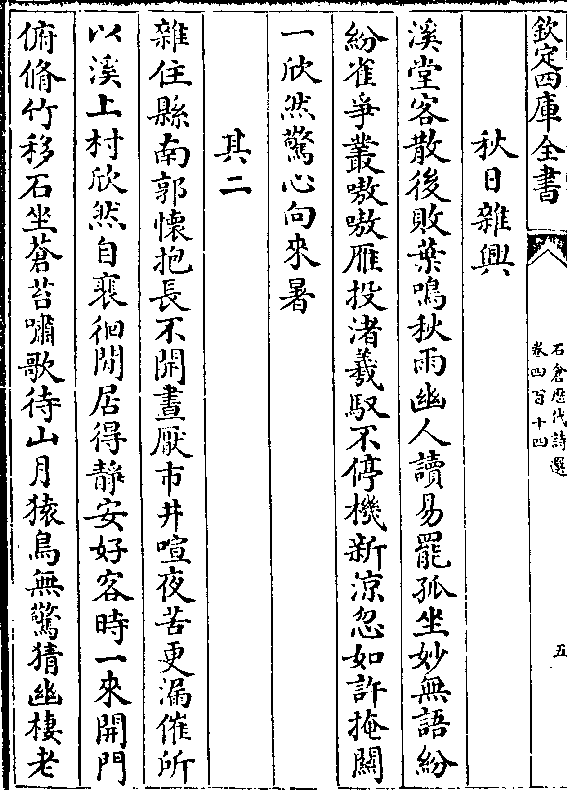 欽定四庫全書
石倉歷代詩選
卷四百十四
五
秋日雜興
溪堂客散後敗葉鳴秋雨幽人讀易罷孤坐妙無語紛
紛雀爭叢嗷嗷雁投渚羲馭不停機新涼忽如許掩關
一欣然驚心向來暑
其二
雜住縣南郭懷抱長不開晝厭市井喧夜苦更漏催所
以溪上村欣然自裵徊閒居得靜安好客時一來開門
俯脩竹移石坐蒼苔嘯歌待山月猿鳥無驚猜幽棲老